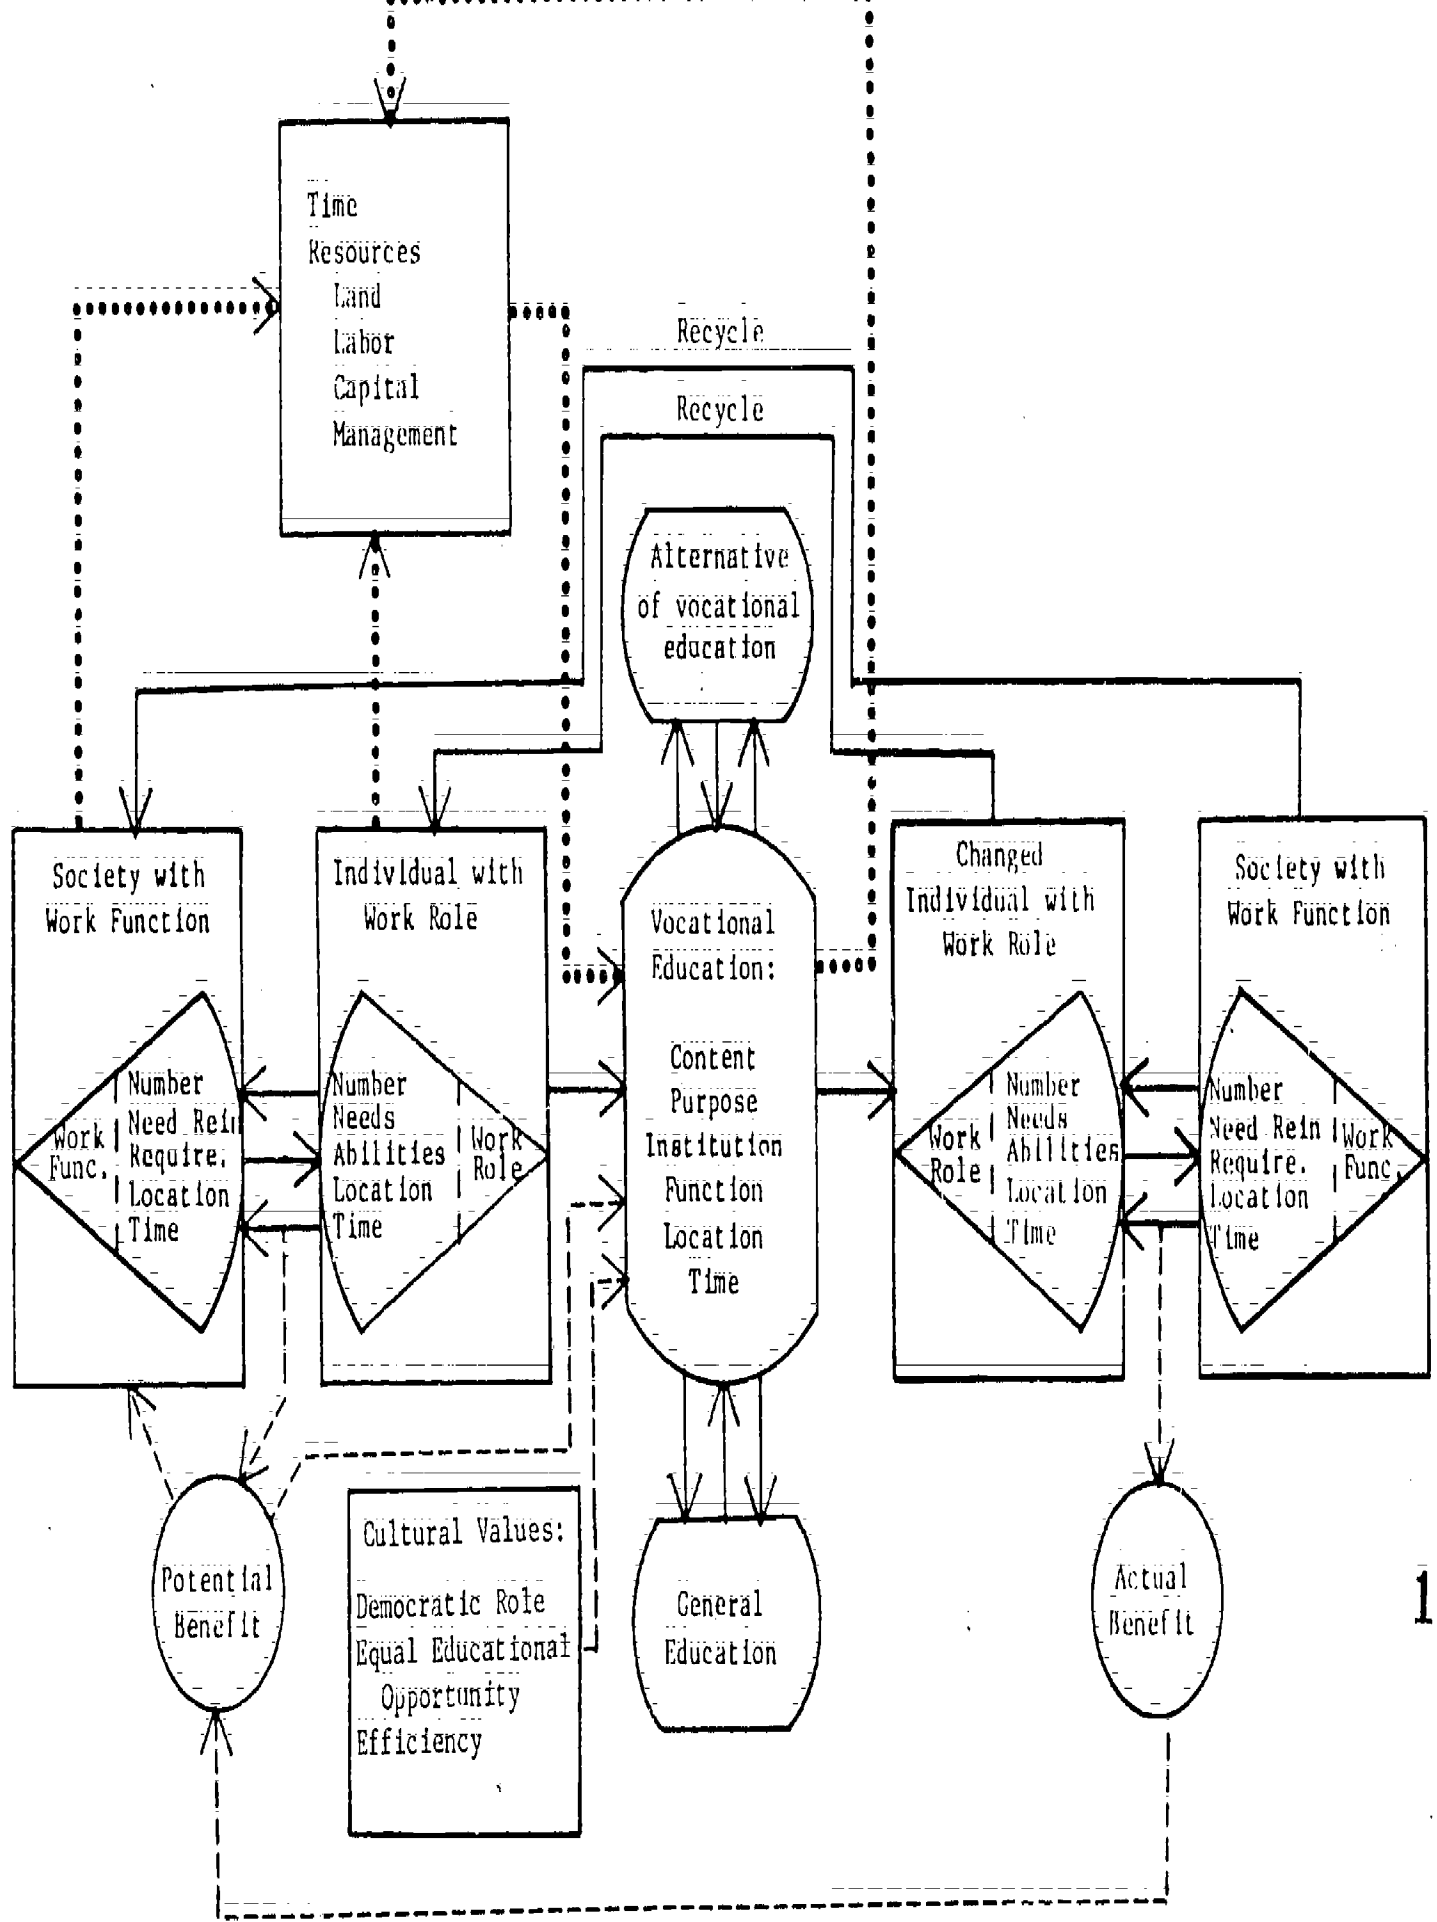 Time
Resources
Land
Labor
Capital
Management
Recycle
Recycle
Alternative
of vocational
education
Society with
Work Function
Work
Func.
Number
Need Rein
Require.
Location
Time
Individual with
Work Role
Number
Needs
Abilities
Location
Time
Work
Role
Vocational
Education:
Content
Purpose
Institution
Function
Location
Time
Changed
Individual with
Work Role
Work
Role
Number
Needs
Abilities
Location
Time
Society with
Work Function
Number
Need Rein
Require.
Location
Time
Work
Func.
Potential
Benefit
Cultural Values:
Democratic Role
Equal Educational
Opportunity
Efficiency
General
Education
Actual
Benefit
1